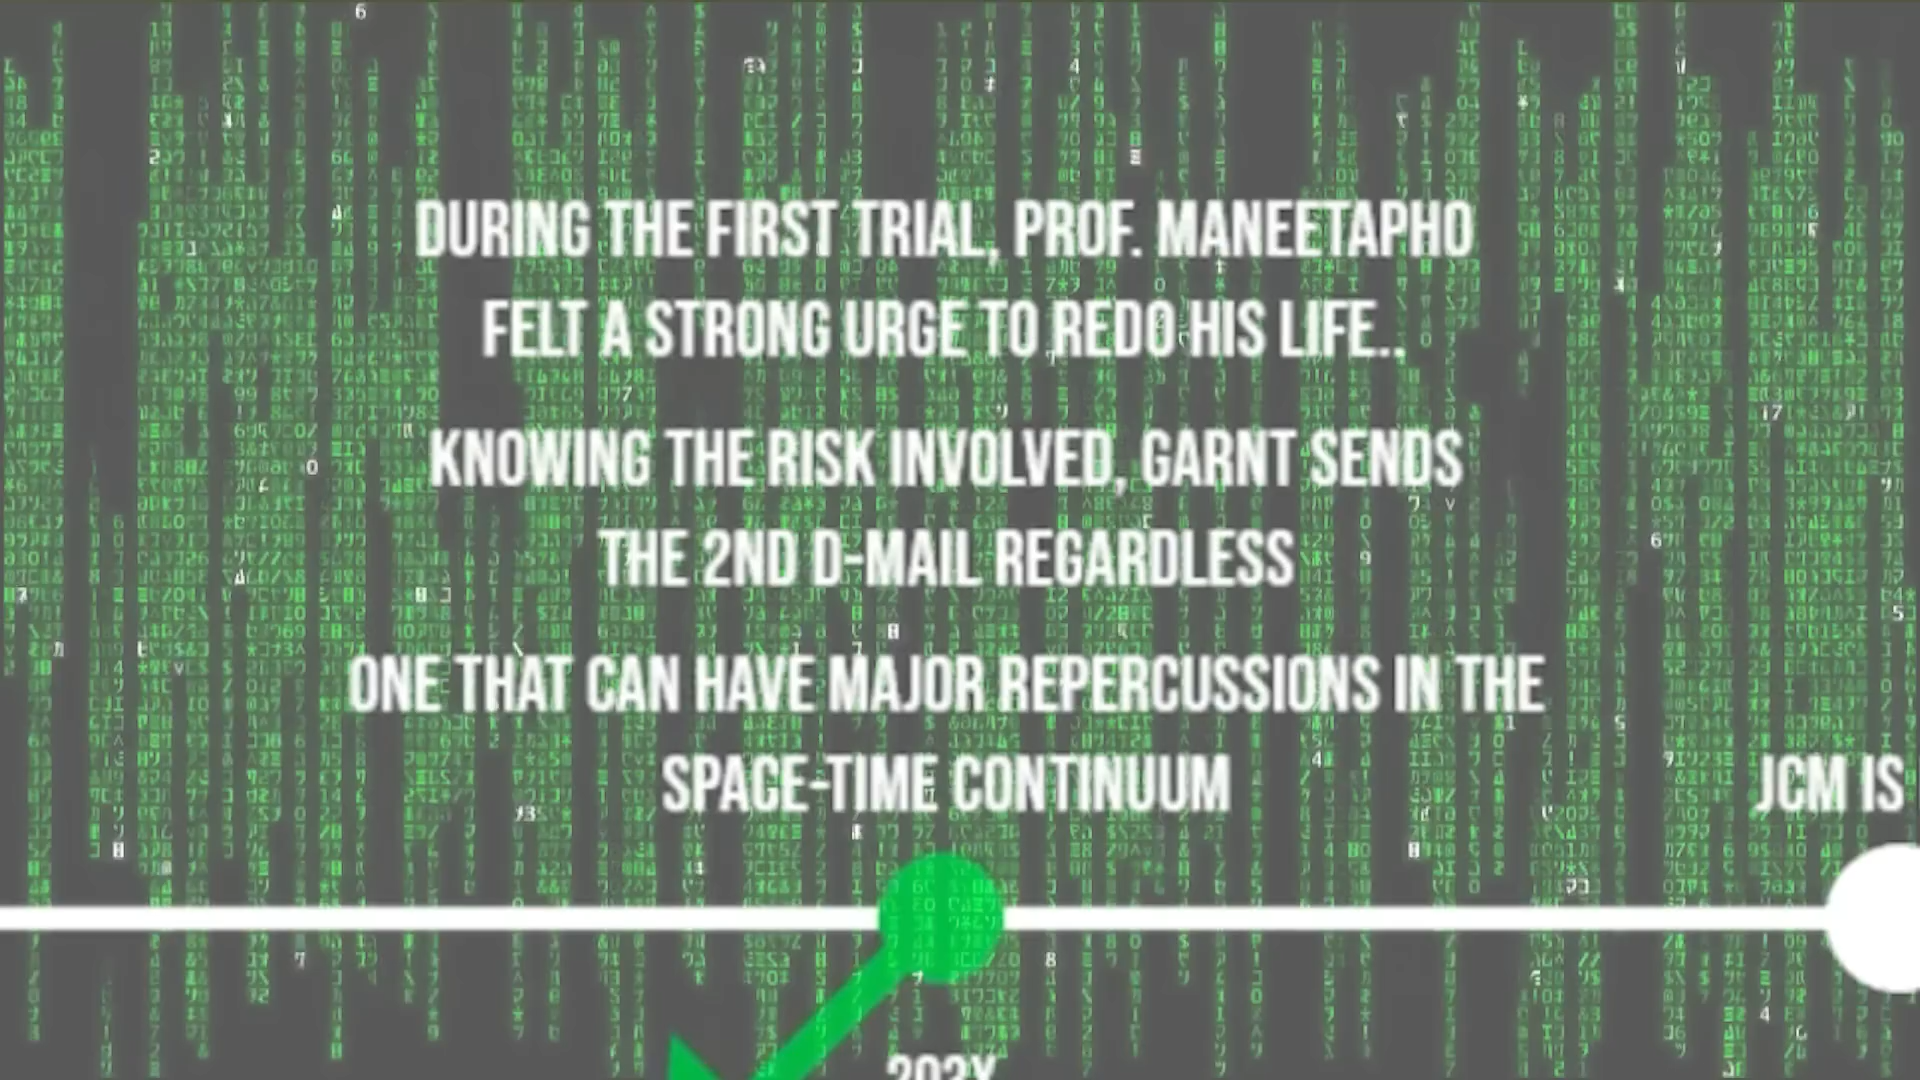 DURING THE FIRST TRIAL, PROF. MANEETAPHO
FELT A STRONG URGE TO REDO HIS LIFE..
KNOWING THE RISK INVOLVED, GARNT SENDS
THE 2ND D-MAIL REGARDLESS
ONE THAT CAN HAVE MAJOR REPERCUSSIONS IN THE
SPACE-TIME CONTINUUM
JCM IS
203X